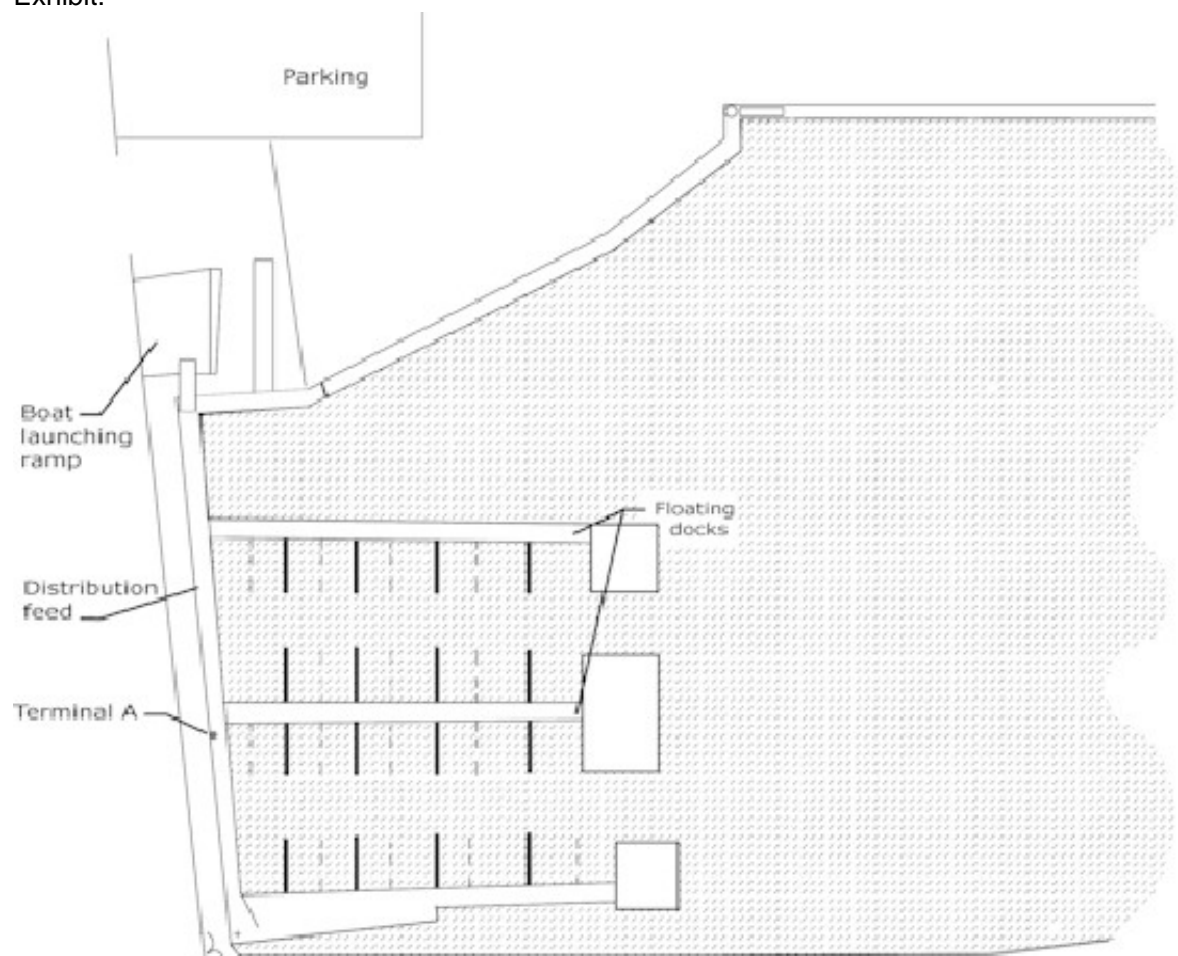 Exhibit:
Parking
Boat
launching
ramp
Floating
docks
Distribution
feed
Terminal A